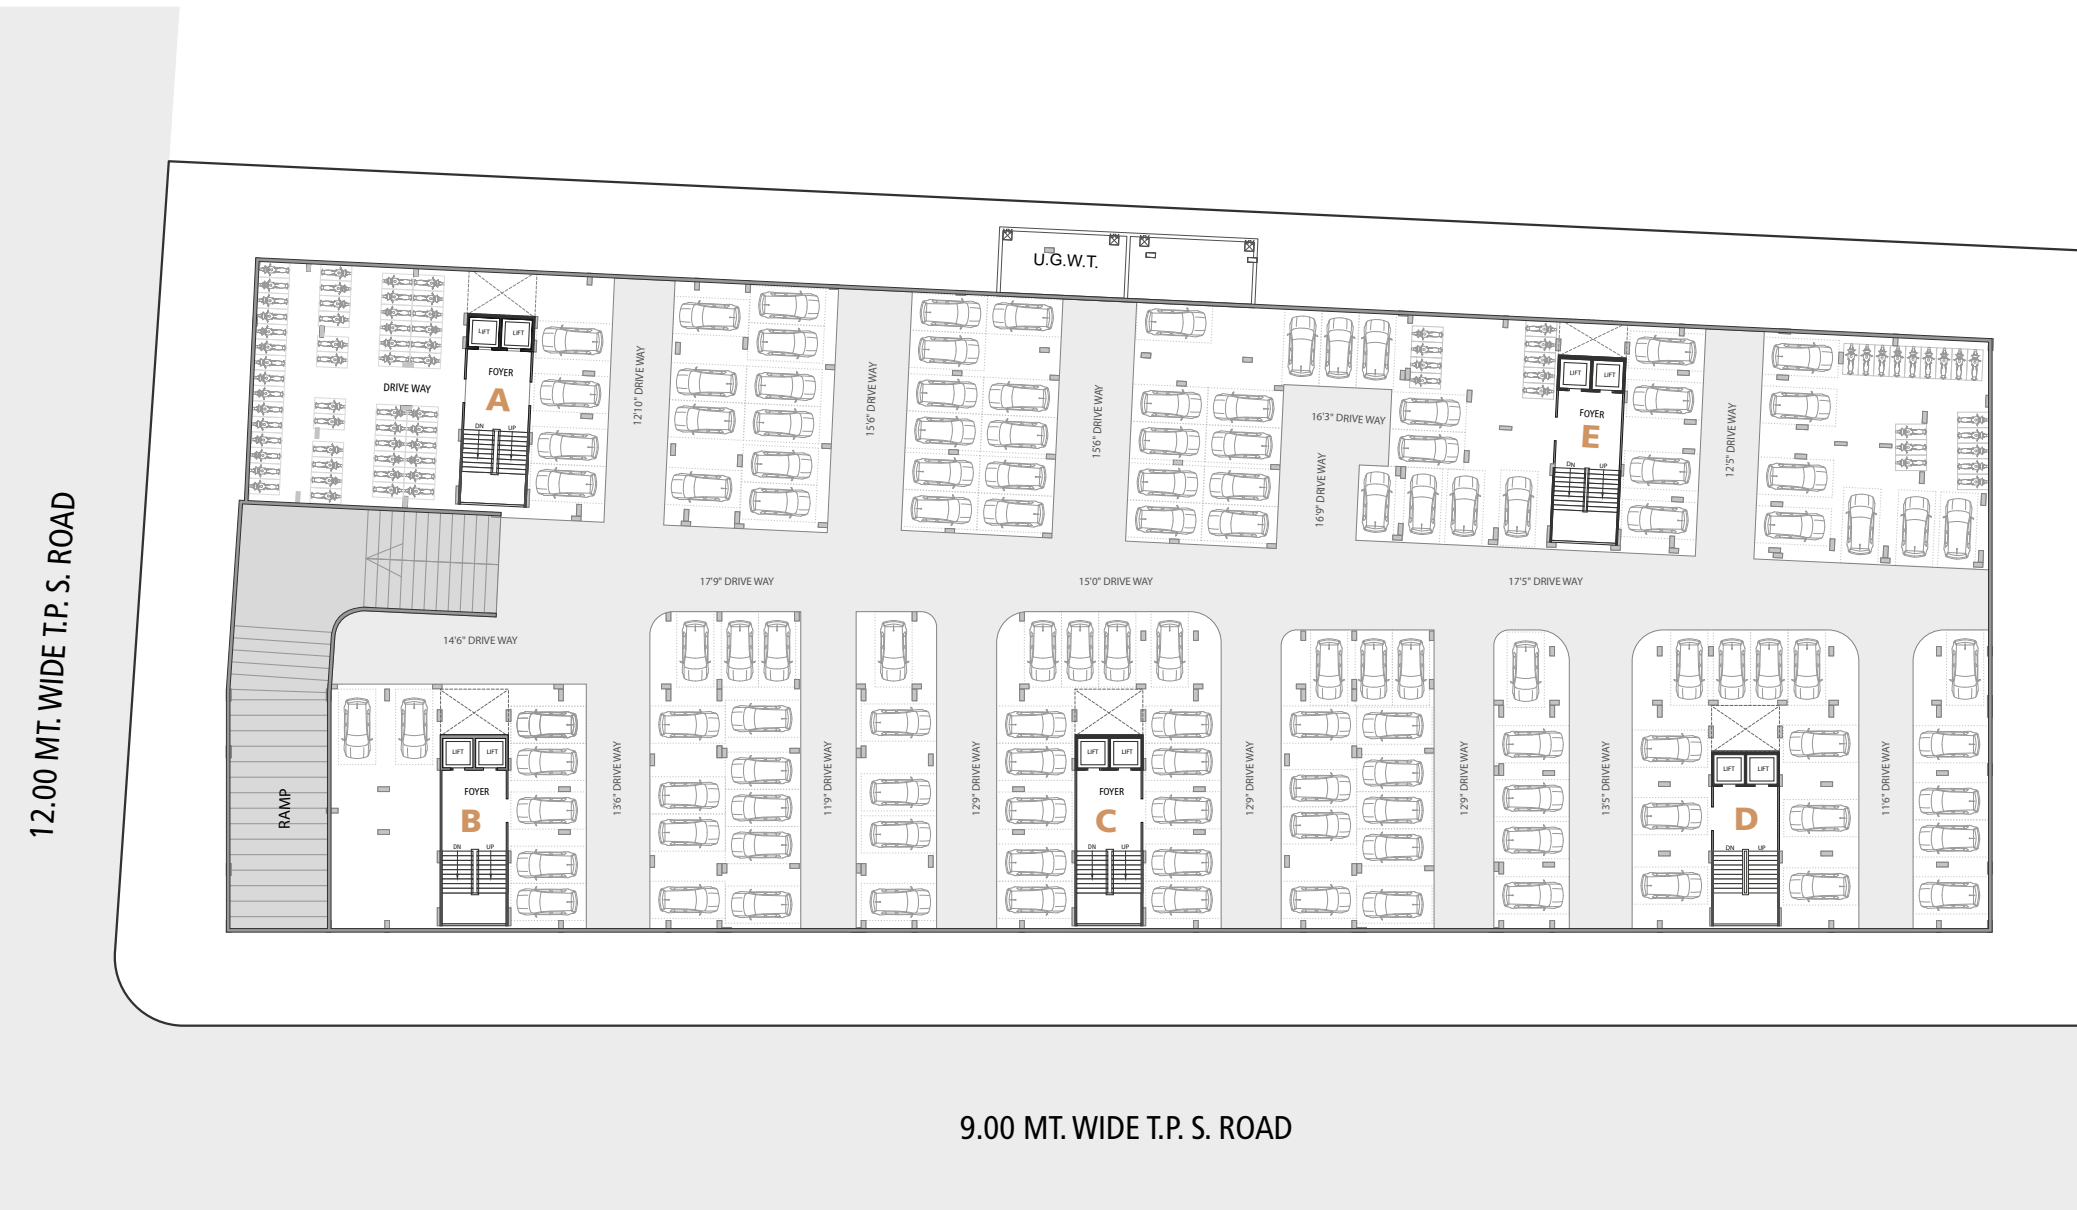 U.G.W.T.
LIFT
LIFT
FOYER
A
DN
UP
DRIVE WAY
12'10" DRIVE WAY
15'6" DRIVE WAY
15'6" DRIVE WAY
16'3" DRIVE WAY
16'9" DRIVE WAY
LIFT
LIFT
FOYER
E
DN
UP
12'5" DRIVE WAY
17'9" DRIVE WAY
15'0" DRIVE WAY
17'5" DRIVE WAY
14'6" DRIVE WAY
12.00 MT. WIDE T.P. S. ROAD
RAMP
LIFT
LIFT
FOYER
B
DN
UP
13'6" DRIVE WAY
11'9" DRIVE WAY
12'9" DRIVE WAY
LIFT
LIFT
FOYER
C
DN
UP
12'9" DRIVE WAY
12'9" DRIVE WAY
13'5" DRIVE WAY
LIFT
LIFT
FOYER
D
DN
UP
11'6" DRIVE WAY
9.00 MT. WIDE T.P. S. ROAD